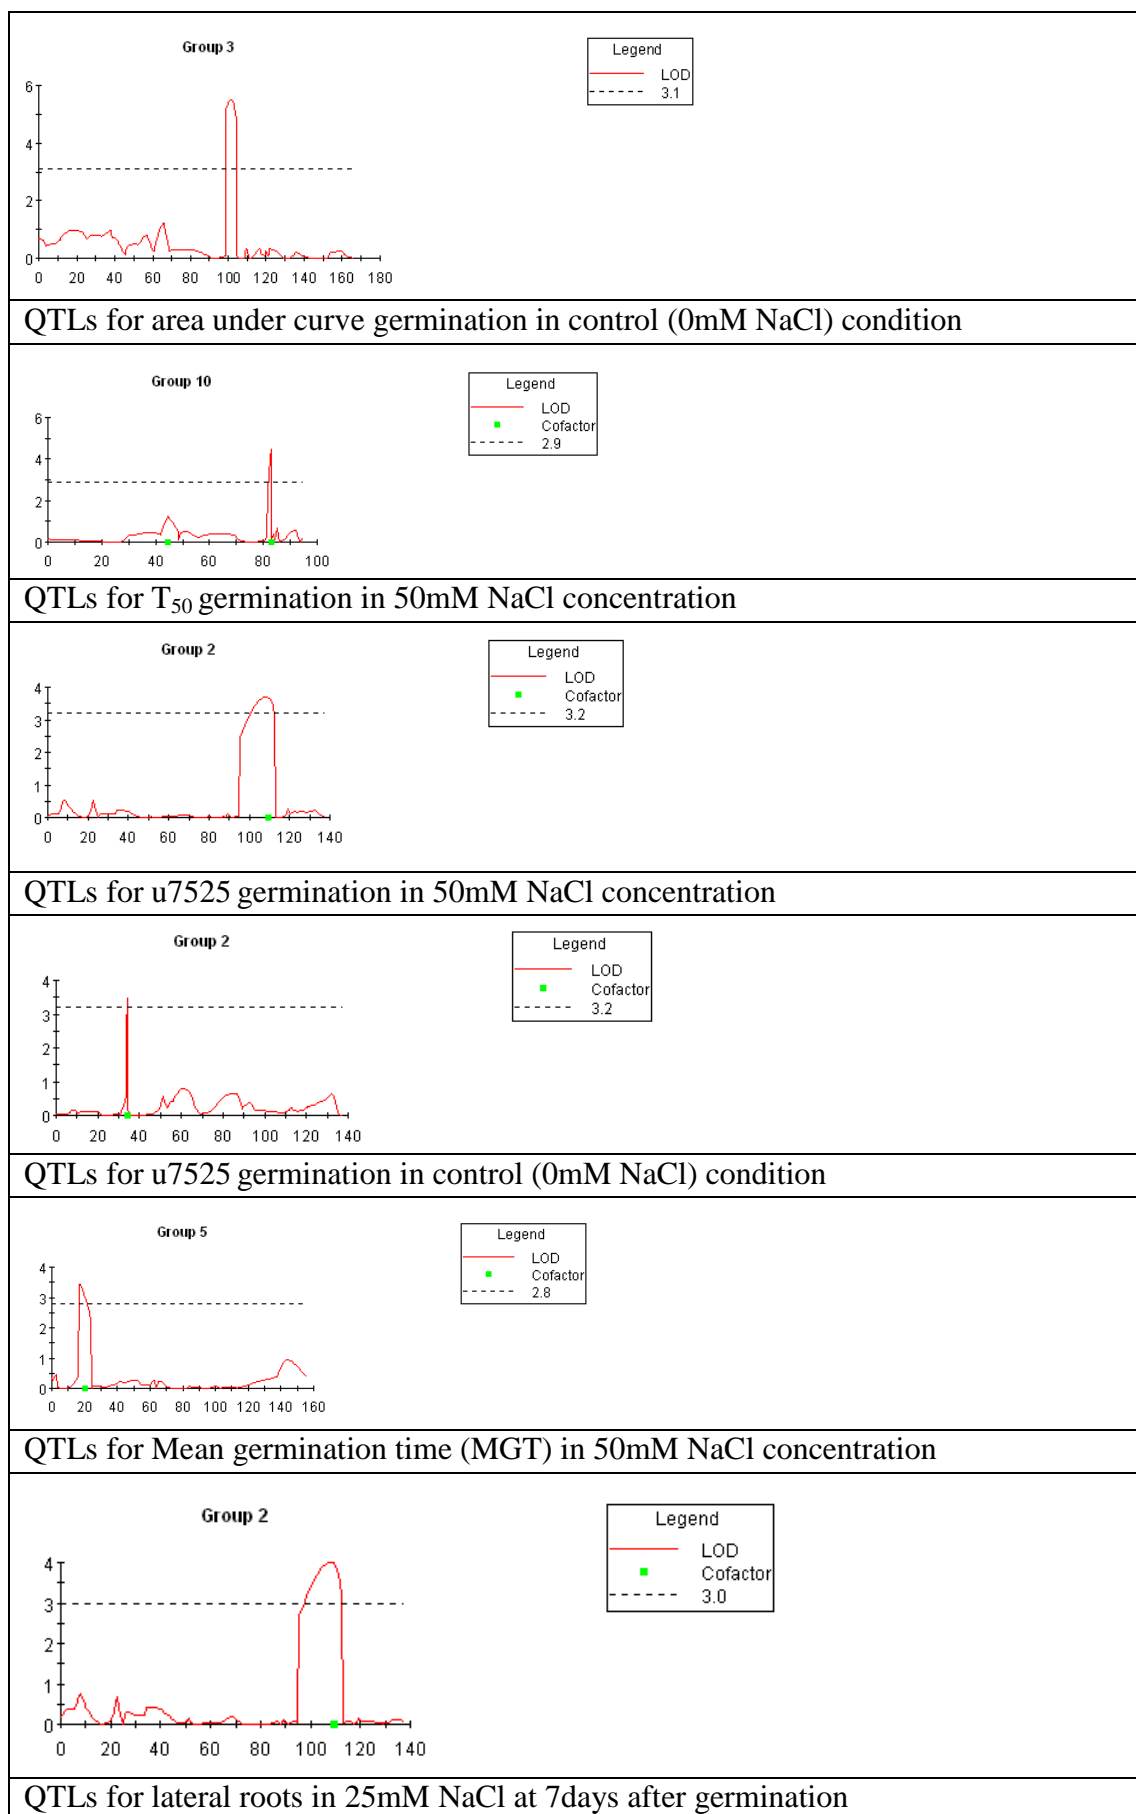 Group 3
Legend
LOD
3.1
6
4
2
0
0 20 40 60 80 100 120 140 160 180
QTLs for area under curve germination in control (0mM NaCl) condition
Group 10
Legend
LOD
Cofactor
2.9
6
4
2
0
0 20 40 60 80 100
QTLs for T50 germination in 50mM NaCl concentration
Group 2
Legend
LOD
Cofactor
3.2
4
3
2
1
0
0 20 40 60 80 100 120 140
QTLs for u7525 germination in 50mM NaCl concentration
Group 2
Legend
LOD
Cofactor
3.2
4
3
2
1
0
0 20 40 60 80 100 120 140
QTLs for u7525 germination in control (0mM NaCl) condition
Group 5
Legend
LOD
Cofactor
2.8
4
3
2
1
0
0 20 40 60 80 100 120 140 160
QTLs for Mean germination time (MGT) in 50mM NaCl concentration
Group 2
Legend
LOD
Cofactor
3.0
4
3
2
1
0
0 20 40 60 80 100 120 140
QTLs for lateral roots in 25mM NaCl at 7days after germination